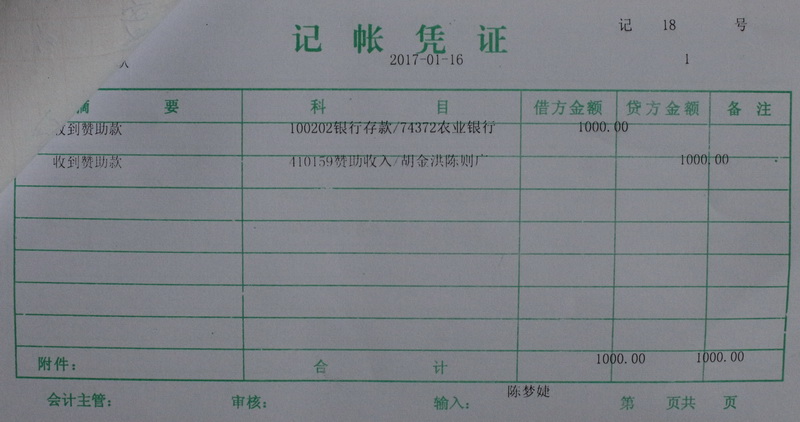 记 18 号
记 帐 凭 证
2017-01-16 1
摘 要 科 目 借方金额 贷方金额 备 注
收到赞助款 100202银行存款/74372农业银行 1000.00
收到赞助款 410159赞助收入/胡金洪陈则广 1000.00
附件： 合 计 1000.00 1000.00
会计主管： 审核： 输入： 陈梦婕 第 页共 页